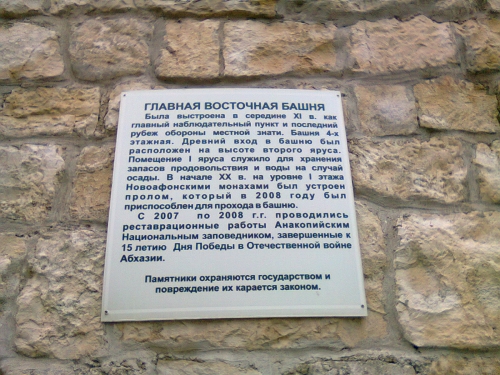 ГЛАВНАЯ ВОСТОЧНАЯ БАШНЯ
Была выстроена в середине XI в. как
главный наблюдательный пункт и последний
рубеж обороны местной знати. Башня 4-х
этажная. Древний вход в башню был
расположен на высоте второго яруса.
Помещение I яруса служило для хранения
запасов продовольствия и воды на случай
осады. В начале XX в. на уровне I этажа
Новоафонскими монахами был устроен
пролом, который в 2008 году был
приспособлен для прохода в башню.
С 2007 по 2008 г.г. проводились
реставрационные работы Анакопийским
Национальным заповедником, завершенные к
15 летию Дня Победы в Отечественной войне
Абхазии.
Памятники охраняются государством и
повреждение их карается законом.